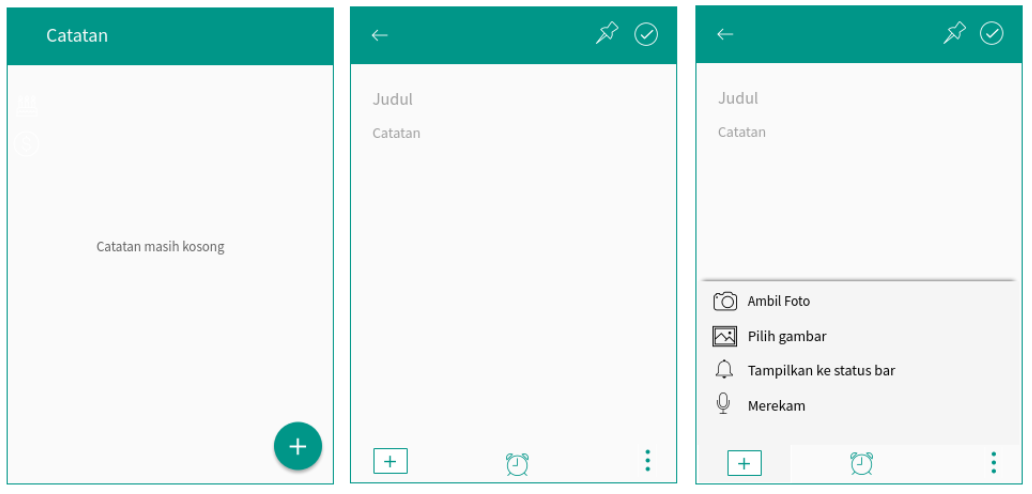 Catatan
Catatan masih kosong
Judul
Catatan
Judul
Catatan
Ambil Foto
Pilih gambar
Tampilkan ke status bar
Merekam